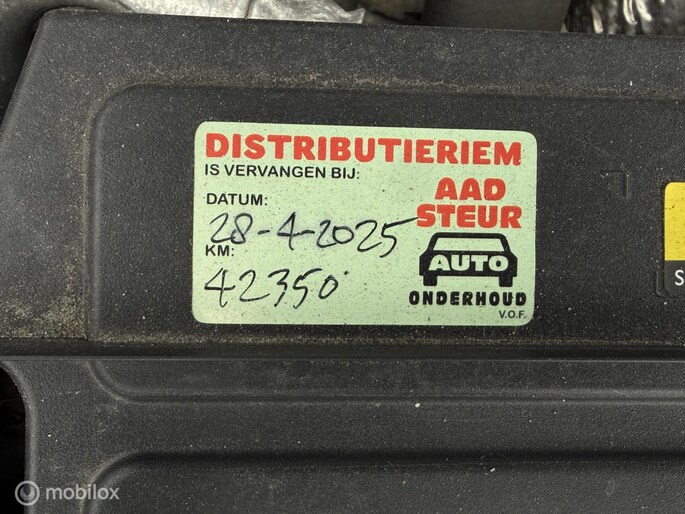 DISTRIBUTIERIEM
IS VERVANGEN BIJ:
DATUM:
28-4-2025
KM:
42350
AAD
STEUR
AUTO
ONDERHOUD
V.O.F.
S
mobilox